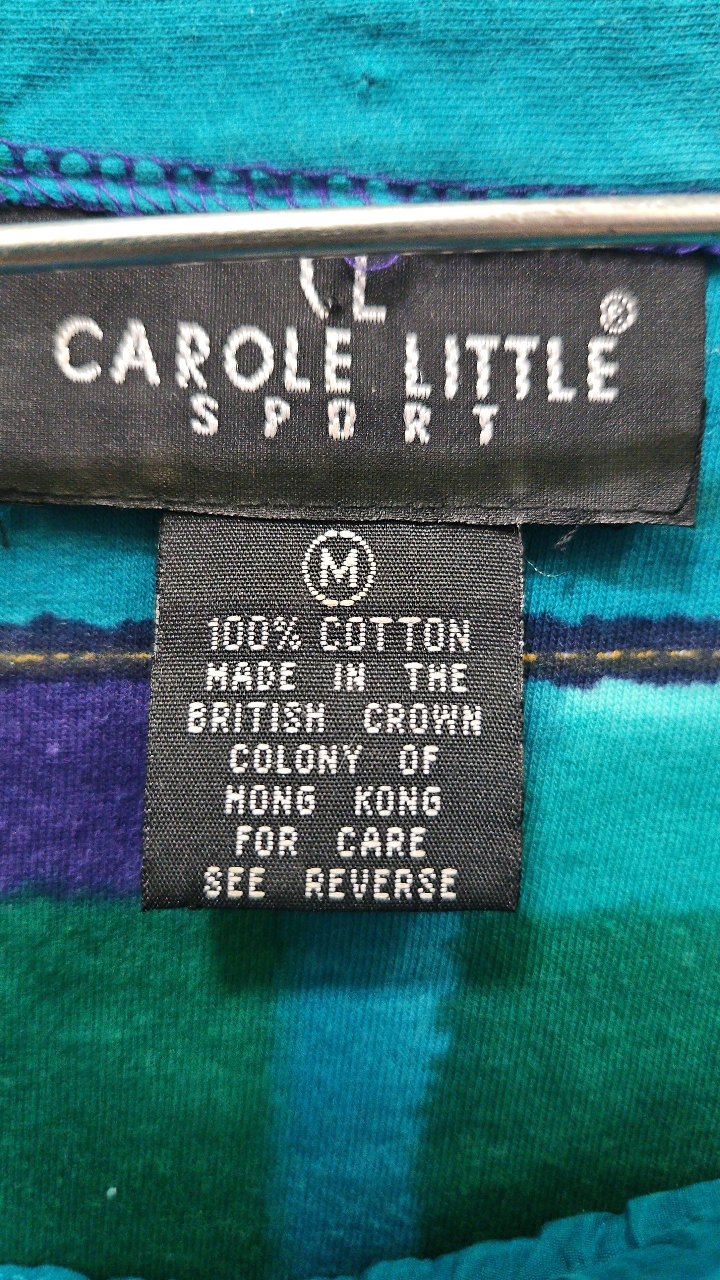 CL
CAROLE LITTLE®
SPORT
M
100% COTTON
MADE IN THE
BRITISH CROWN
COLONY OF
HONG KONG
FOR CARE
SEE REVERSE